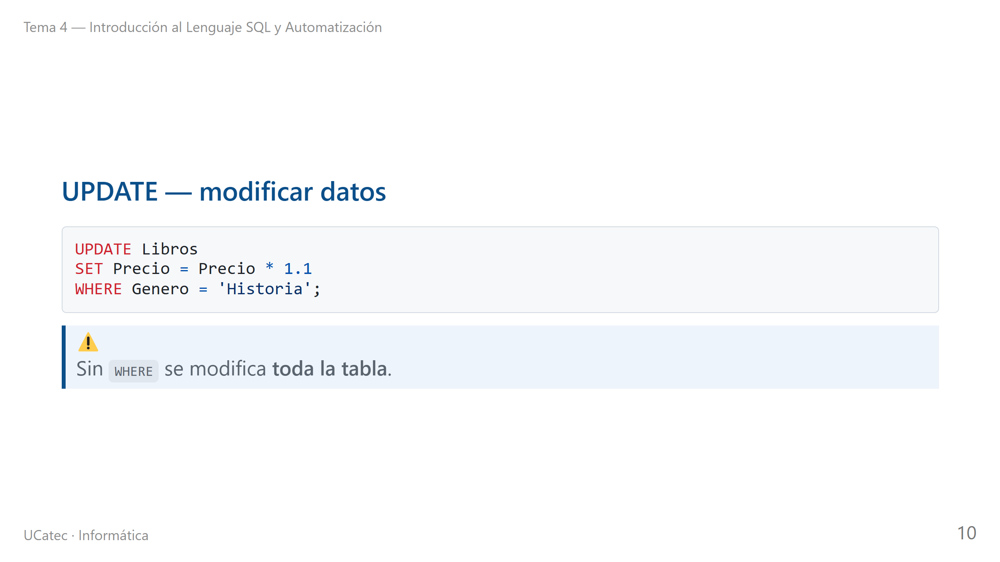 Tema 4 — Introducción al Lenguaje SQL y Automatización
UPDATE — modificar datos
UPDATE Libros
SET Precio = Precio * 1.1
WHERE Genero = 'Historia';
⚠️
Sin WHERE se modifica toda la tabla.
UCatec · Informática
10